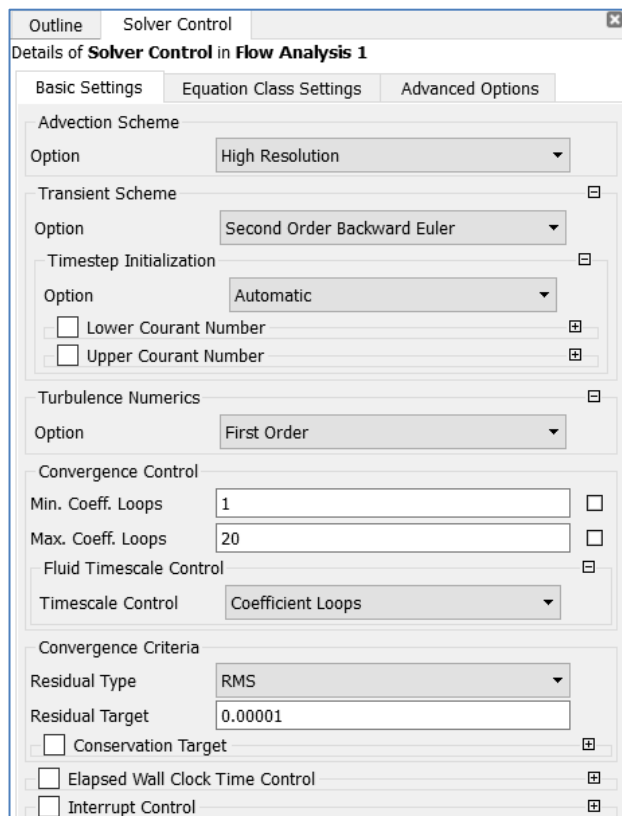 Outline Solver Control
Details of Solver Control in Flow Analysis 1
Basic Settings Equation Class Settings Advanced Options
Advection Scheme
Option High Resolution
Transient Scheme
Option Second Order Backward Euler
Timestep Initialization
Option Automatic
Lower Courant Number
Upper Courant Number
Turbulence Numerics
Option First Order
Convergence Control
Min. Coeff. Loops 1
Max. Coeff. Loops 20
Fluid Timescale Control
Timescale Control Coefficient Loops
Convergence Criteria
Residual Type RMS
Residual Target 0.00001
Conservation Target
Elapsed Wall Clock Time Control
Interrupt Control